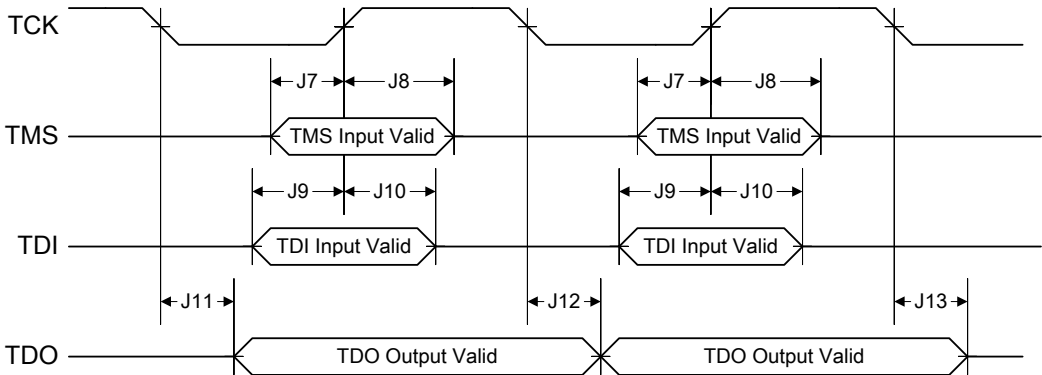 TCK
J7 J8 J7 J8
TMS TMS Input Valid TMS Input Valid
J9 J10 J9 J10
TDI TDI Input Valid TDI Input Valid
J11 J12 J13
TDO TDO Output Valid TDO Output Valid